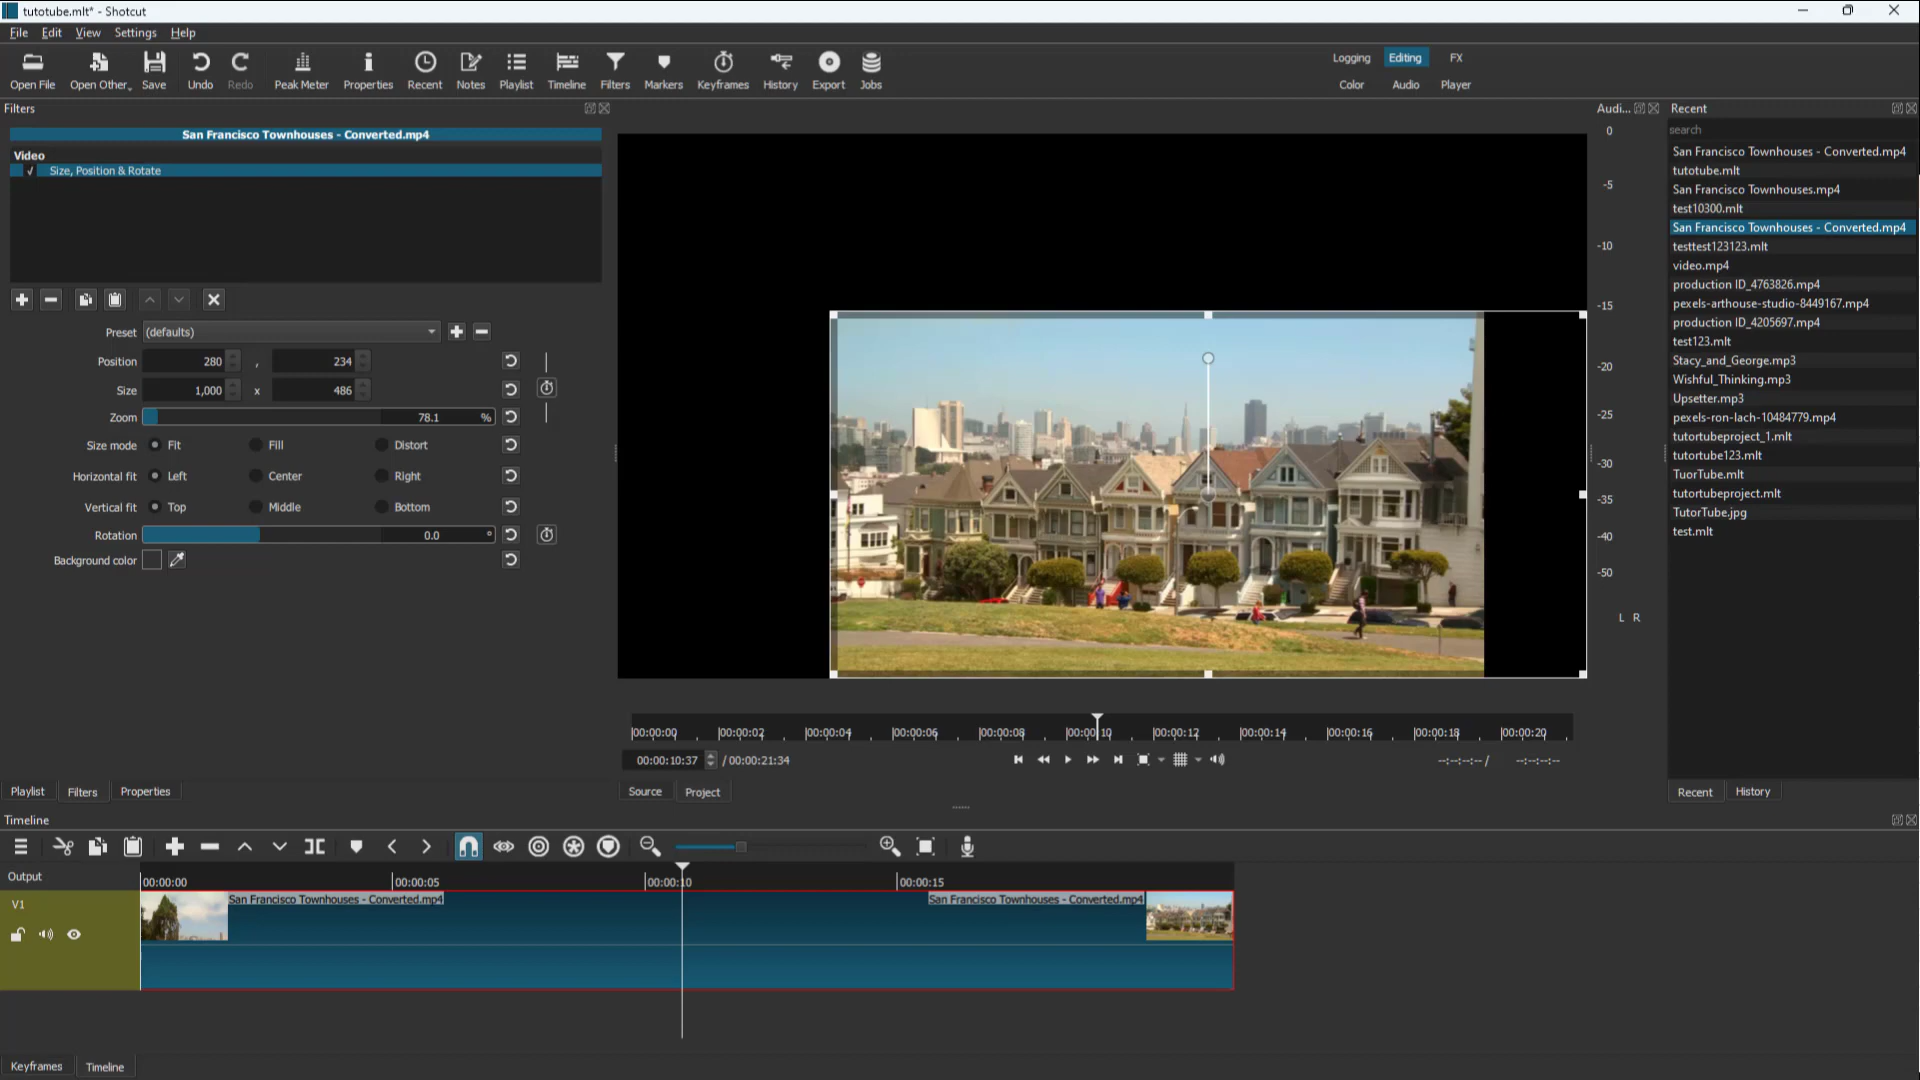 tutotube.mlt* - Shotcut
File Edit View Settings Help
Open File Open Other Save Undo Redo Peak Meter Properties Recent Notes Playlist Timeline Filters Markers Keyframes History Export Jobs
Logging Editing FX
Color Audio Player
Filters
San Francisco Townhouses - Converted.mp4
Video
✓ Size, Position & Rotate
Preset (defaults)
Position 280 , 234
Size 1,000 x 486
Zoom 78.1 %
Size mode Fit Fill Distort
Horizontal fit Left Center Right
Vertical fit Top Middle Bottom
Rotation 0.0 °
Background color
Playlist Filters Properties
00:00:00 00:00:02 00:00:04 00:00:06 00:00:08 00:00:10 00:00:12 00:00:14 00:00:16 00:00:18 00:00:20
00:00:10:37 / 00:00:21:34 --:--:--:-- / --:--:--:--
Source Project
Audi...
0
-5
-10
-15
-20
-25
-30
-35
-40
-50
L R
Recent
search
San Francisco Townhouses - Converted.mp4
tutotube.mlt
San Francisco Townhouses.mp4
test10300.mlt
San Francisco Townhouses - Converted.mp4
testtest123123.mlt
video.mp4
production ID_4763826.mp4
pexels-arthouse-studio-8449167.mp4
production ID_4205697.mp4
test123.mlt
Stacy_and_George.mp3
Wishful_Thinking.mp3
Upsetter.mp3
pexels-ron-lach-10484779.mp4
tutortubeproject_1.mlt
tutortube123.mlt
TuorTube.mlt
tutortubeproject.mlt
TutorTube.jpg
test.mlt
Recent History
Timeline
Output
00:00:00 00:00:05 00:00:10 00:00:15
V1
San Francisco Townhouses - Converted.mp4 San Francisco Townhouses - Converted.mp4
Keyframes Timeline